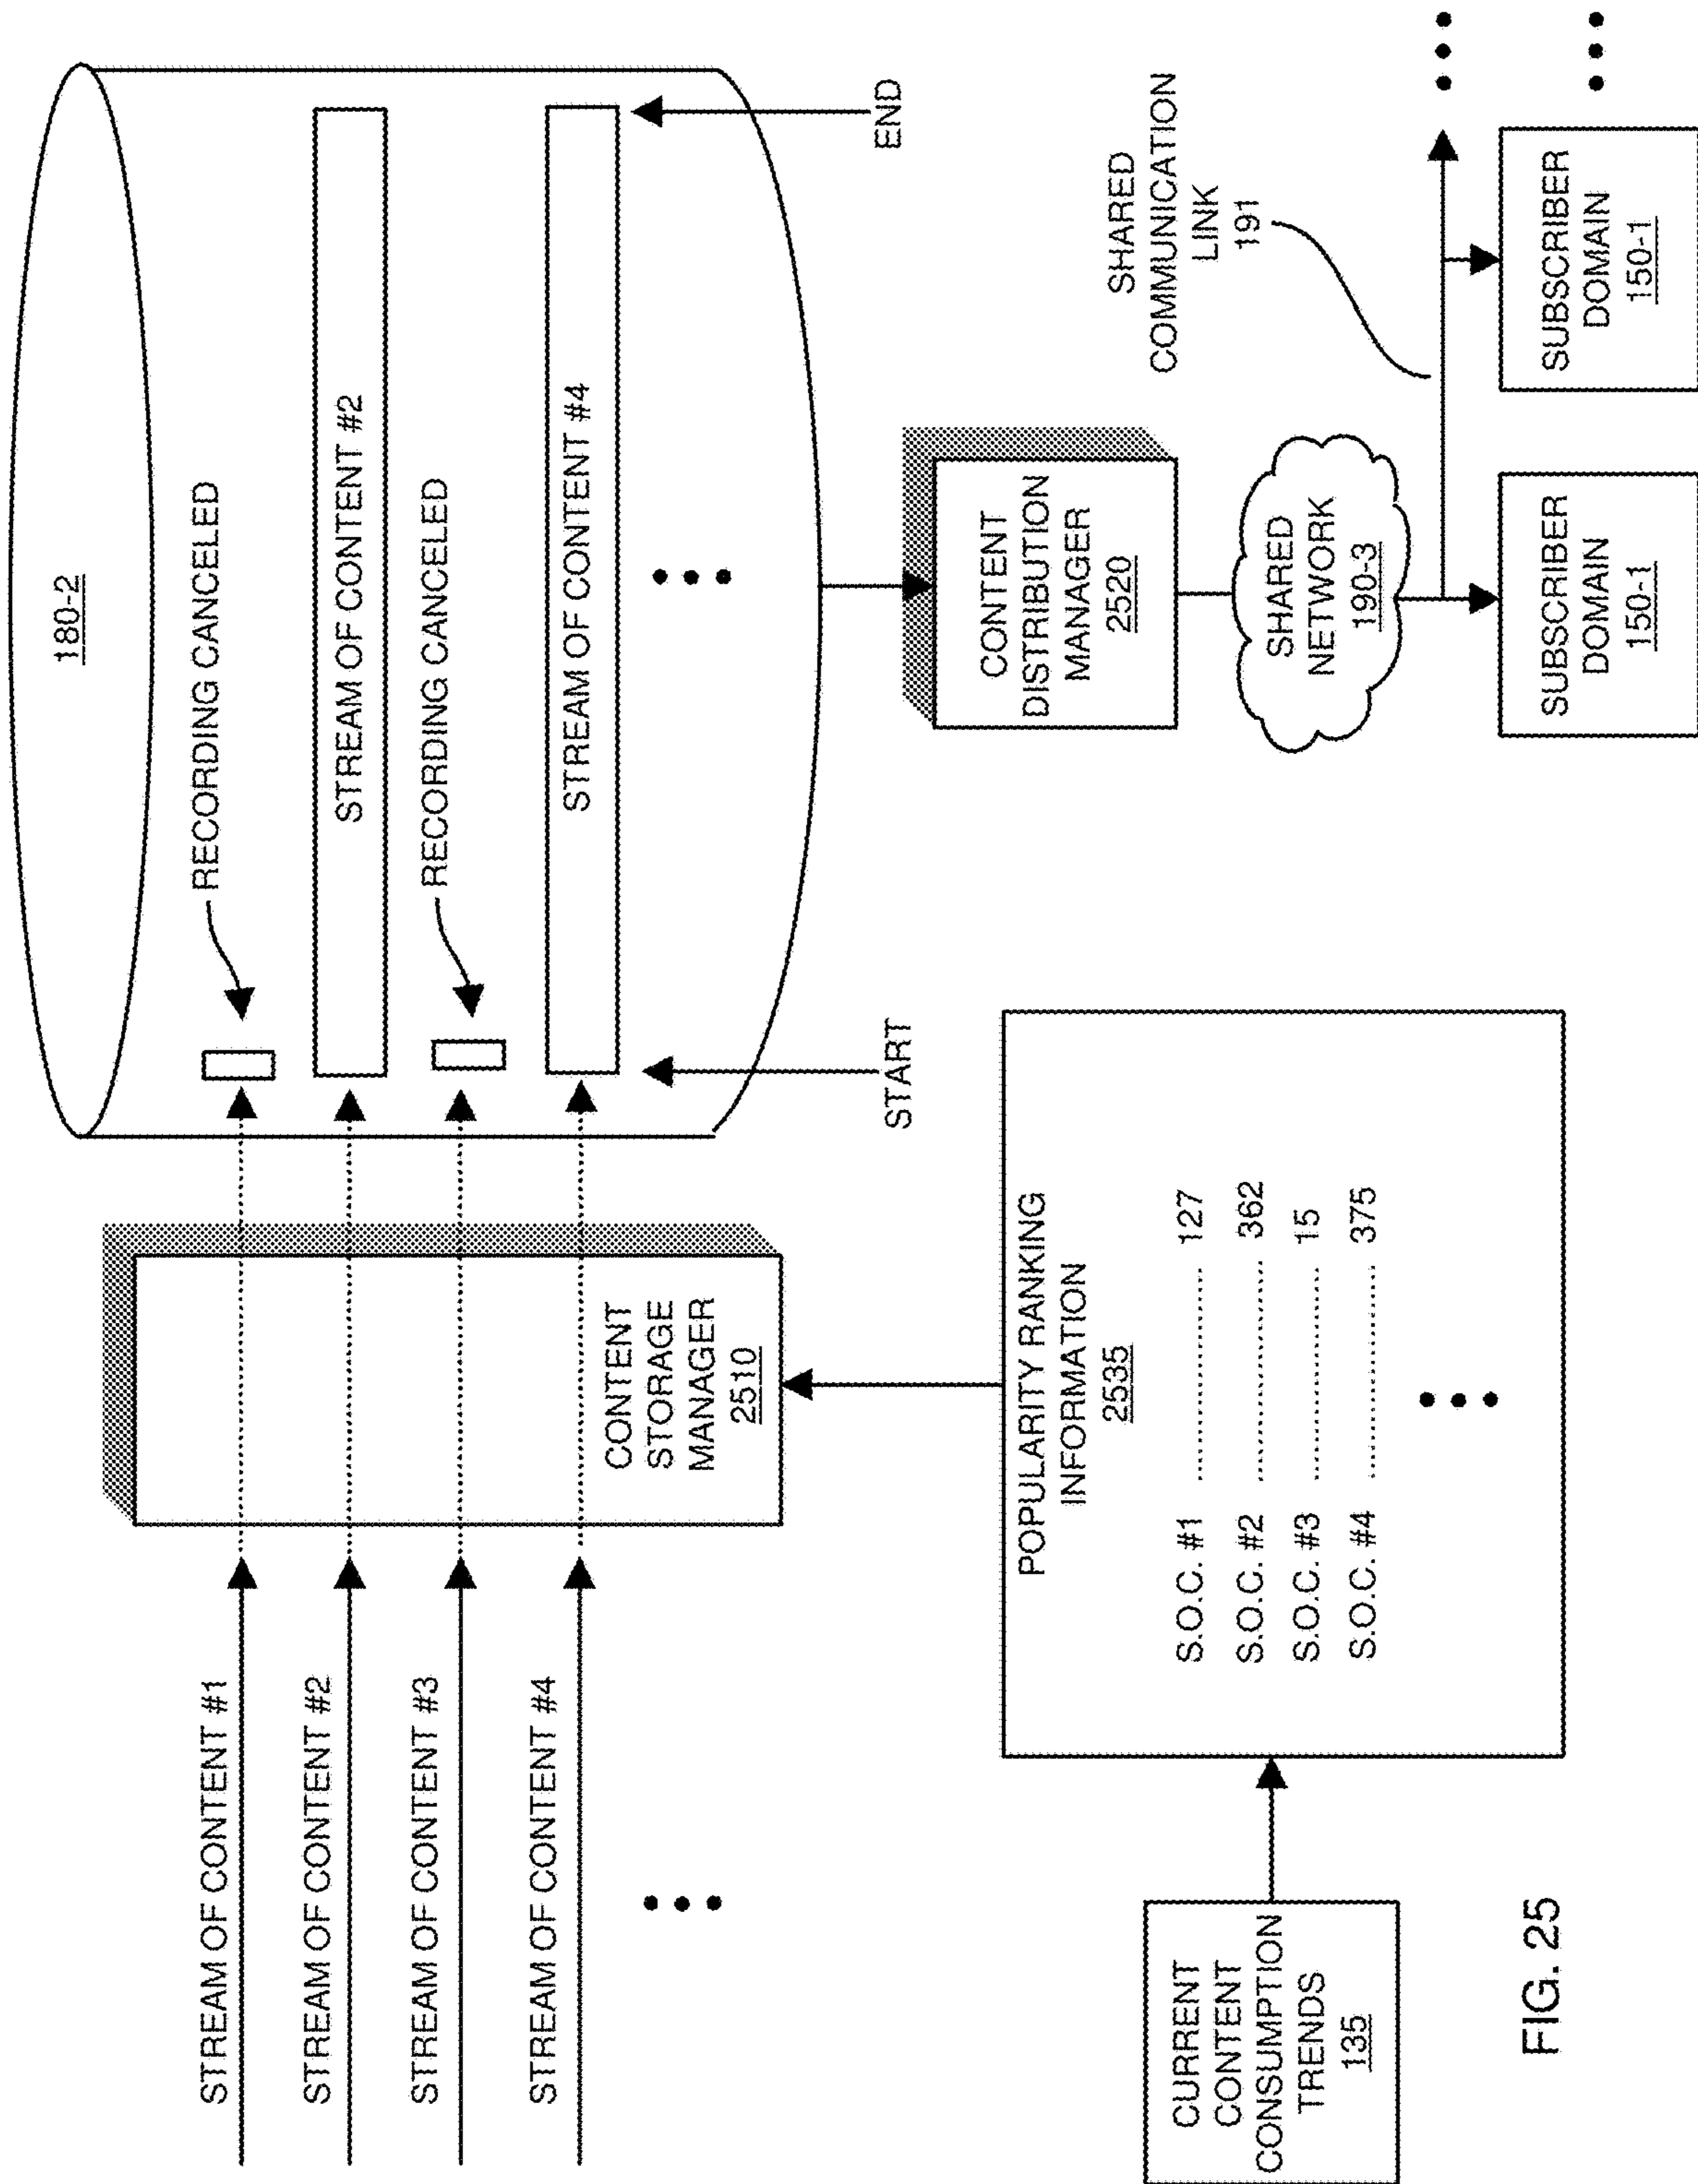 STREAM OF CONTENT #1
STREAM OF CONTENT #2
STREAM OF CONTENT #3
STREAM OF CONTENT #4
CONTENT
STORAGE
MANAGER
2510
180-2
RECORDING CANCELED
STREAM OF CONTENT #2
RECORDING CANCELED
STREAM OF CONTENT #4
START
END
CURRENT
CONTENT
CONSUMPTION
TRENDS
135
POPULARITY RANKING
INFORMATION
2535
S.O.C. #1 .................... 127
S.O.C. #2 .................... 362
S.O.C. #3 .................... 15
S.O.C. #4 .................... 375
CONTENT
DISTRIBUTION
MANAGER
2520
SHARED
NETWORK
190-3
SHARED
COMMUNICATION
LINK
191
SUBSCRIBER
DOMAIN
150-1
SUBSCRIBER
DOMAIN
150-1
FIG. 25